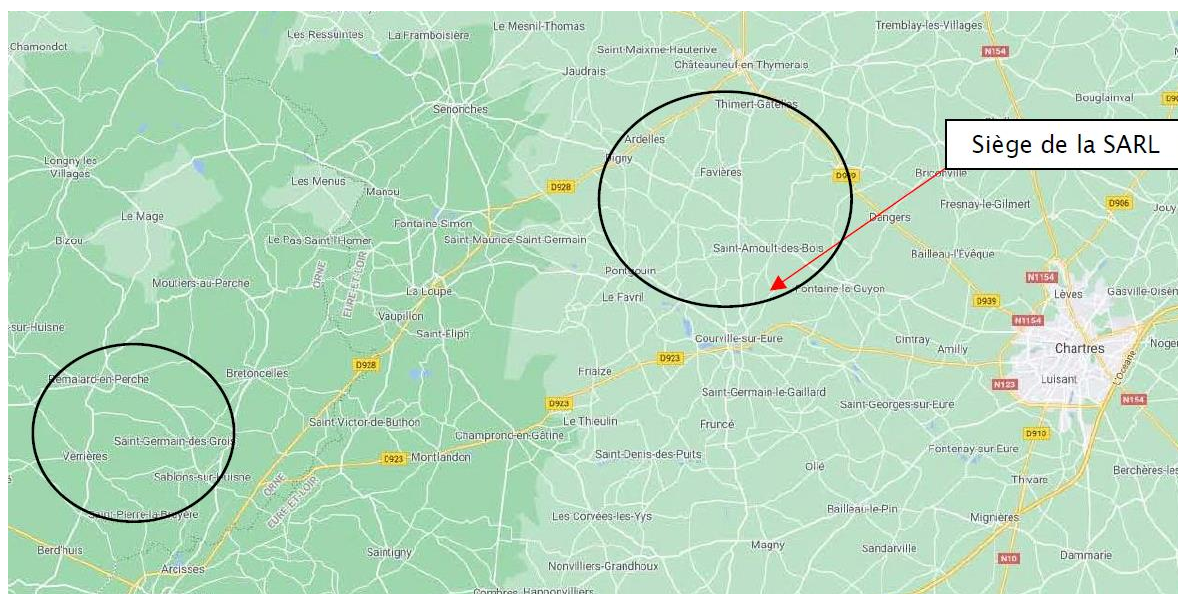 Le Mesnil-Thomas
Tremblay-les-Villages
Les Ressuintes
La Framboisière
Chamondot
Saint-Maixme-Hauterive
N154
Châteauneuf-en-Thymerais
Jaudrais
Bouglainval
Senonches
Thimert-Gâtelles
Ardelles
Siège de la SARL
Digny
Longny les
Villages
Favières
D939
Bricorville
Les Menus
Manou
D928
Fresnay-le-Gilmert
D906
Jouy
Le Mage
Dangers
Fontaine-Simon
Bizou
Le Pas Saint-l'Homer
Saint-Maurice-Saint-Germain
Saint-Arnoult-des-Bois
Bailleau-l'Évêque
ORNE
EURE-ET-LOIR
Pontgouin
N1154
Moutiers-au-Perche
La Loupe
Le Favril
Fontaine-la-Guyon
Lèves
Gasville-Oisèm
D939
Vaupillon
N1154
-sur-Huisne
Saint-Éliph
Courville-sur-Eure
Cintray
Amilly
Chartres
D923
D928
Friaize
Rémalard-en-Perche
Bretoncelles
Luisant
L'Océane
N123
Saint-Germain-le-Gaillard
N154
D923
Saint-Georges-sur-Eure
Saint-Victor-de-Buthon
Le Thieulin
Fruncé
Champrond-en-Gâtine
D910
Saint-Germain-des-Grois
Fontenay-sur-Eure
Verrières
D923
Montlandon
Saint-Denis-des-Puits
Ollé
Berchères-les
Sablons-sur-Huisne
Thivars
ORNE
EURE-ET-LOIR
Saint-Pierre-la-Bruyère
Les Corvées-les-Yys
Bailleau-le-Pin
Mignières
Berd'huis
Saintigny
Magny
Sandarville
Dammarie
N10
Arcisses
Nonvilliers-Grandhoux